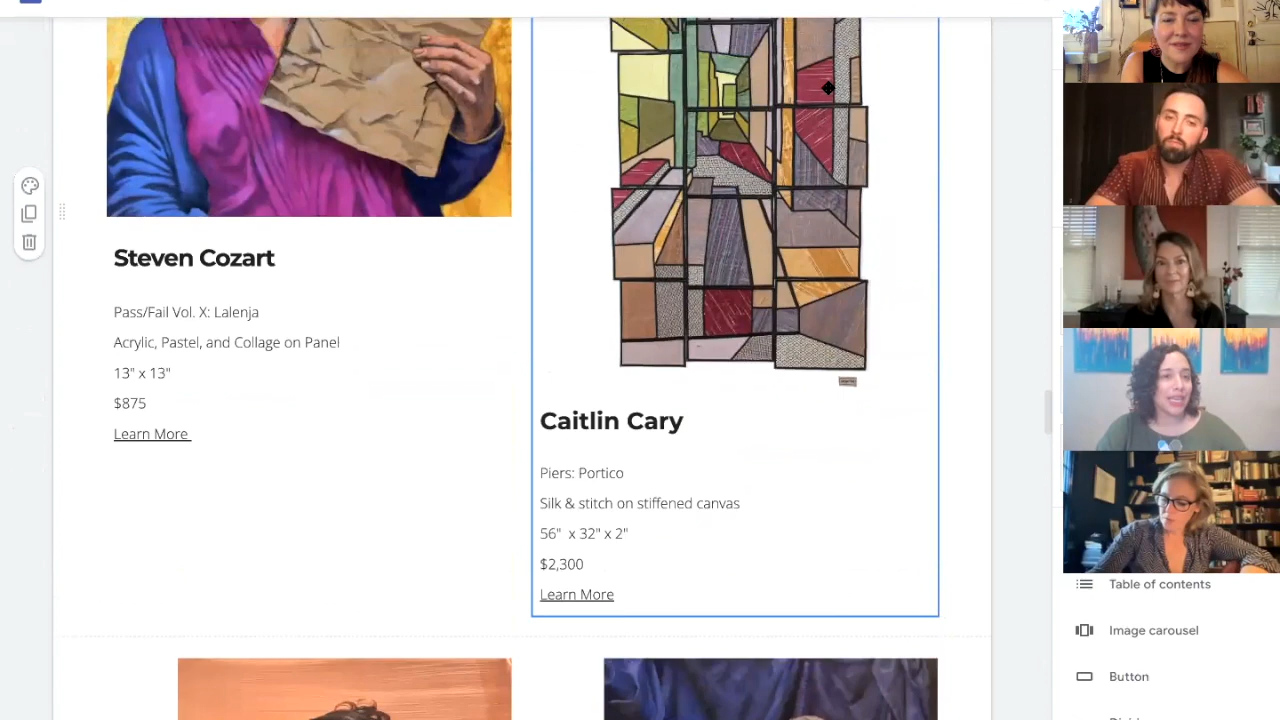 Steven Cozart
Pass/Fail Vol. X: Lalenja
Acrylic, Pastel, and Collage on Panel
13" x 13"
$875
Learn More
Caitlin Cary
Piers: Portico
Silk & stitch on stiffened canvas
56"  x 32" x 2"
$2,300
Learn More
Table of contents
Image carousel
Button